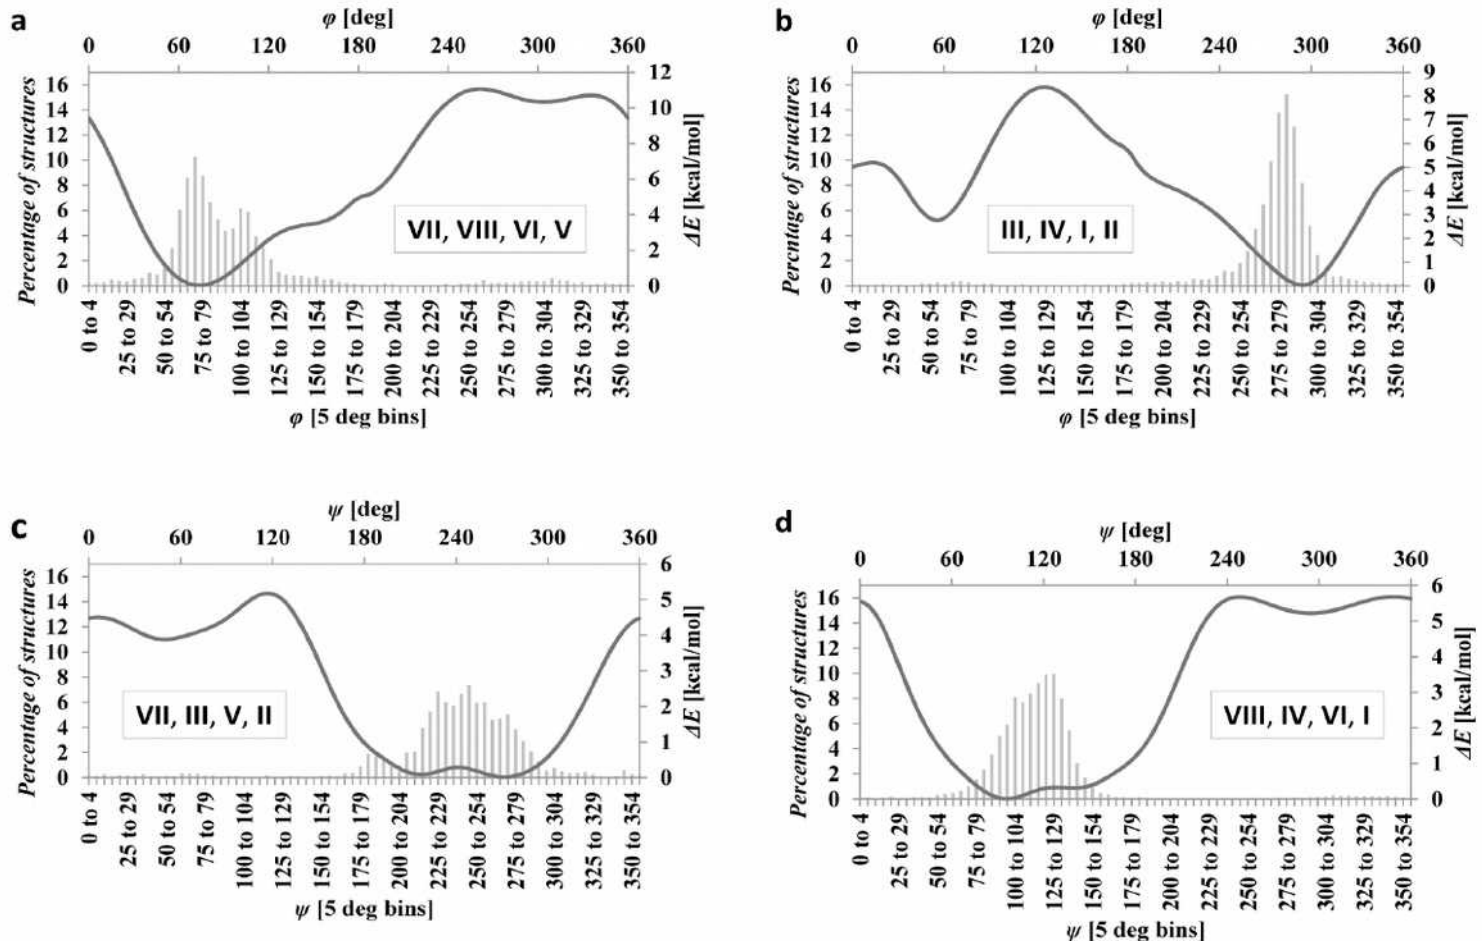 a
φ [deg]
0 60 120 180 240 300 360
Percentage of structures
16
14
12
10
8
6
4
2
0
12
10
8
6
4
2
0
ΔE [kcal/mol]
VII, VIII, VI, V
0 to 4
25 to 29
50 to 54
75 to 79
100 to 104
125 to 129
150 to 154
175 to 179
200 to 204
225 to 229
250 to 254
275 to 279
300 to 304
325 to 329
350 to 354
φ [5 deg bins]
b
φ [deg]
0 60 120 180 240 300 360
Percentage of structures
16
14
12
10
8
6
4
2
0
9
8
7
6
5
4
3
2
1
0
ΔE [kcal/mol]
III, IV, I, II
0 to 4
25 to 29
50 to 54
75 to 79
100 to 104
125 to 129
150 to 154
175 to 179
200 to 204
225 to 229
250 to 254
275 to 279
300 to 304
325 to 329
350 to 354
φ [5 deg bins]
c
ψ [deg]
0 60 120 180 240 300 360
Percentage of structures
16
14
12
10
8
6
4
2
0
6
5
4
3
2
1
0
ΔE [kcal/mol]
VII, III, V, II
0 to 4
25 to 29
50 to 54
75 to 79
100 to 104
125 to 129
150 to 154
175 to 179
200 to 204
225 to 229
250 to 254
275 to 279
300 to 304
325 to 329
350 to 354
ψ [5 deg bins]
d
ψ [deg]
0 60 120 180 240 300 360
Percentage of structures
16
14
12
10
8
6
4
2
0
6
5
4
3
2
1
0
ΔE [kcal/mol]
VIII, IV, VI, I
0 to 4
25 to 29
50 to 54
75 to 79
100 to 104
125 to 129
150 to 154
175 to 179
200 to 204
225 to 229
250 to 254
275 to 279
300 to 304
325 to 329
350 to 354
ψ [5 deg bins]